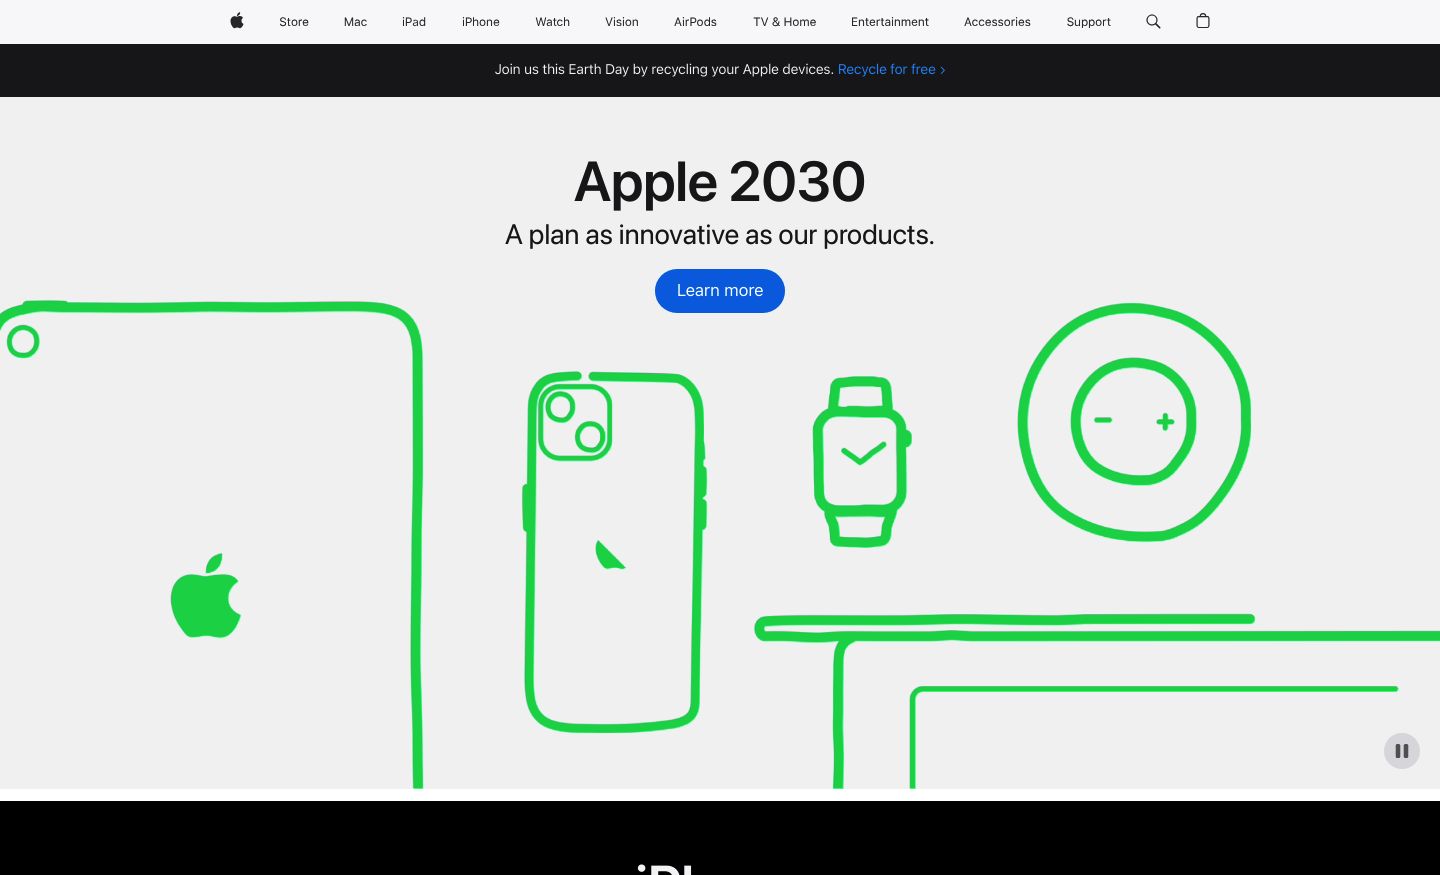 Store Mac iPad iPhone Watch Vision AirPods TV & Home Entertainment Accessories Support
Join us this Earth Day by recycling your Apple devices. Recycle for free >
Apple 2030
A plan as innovative as our products.
Learn more